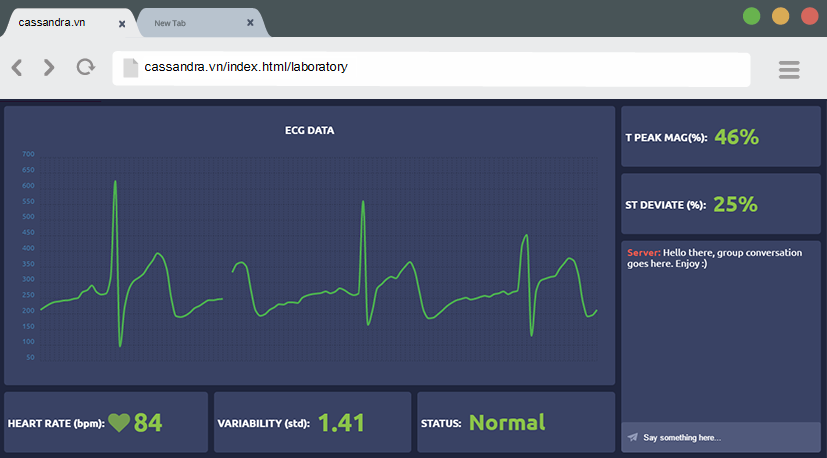 cassandra.vn
New Tab
cassandra.vn/index.html/laboratory
ECG DATA
700
650
600
550
500
450
400
350
300
250
200
150
100
50
T PEAK MAG(%): 46%
ST DEVIATE (%): 25%
Server: Hello there, group conversation
goes here. Enjoy :)
Say something here...
HEART RATE (bpm): 84
VARIABILITY (std): 1.41
STATUS: Normal